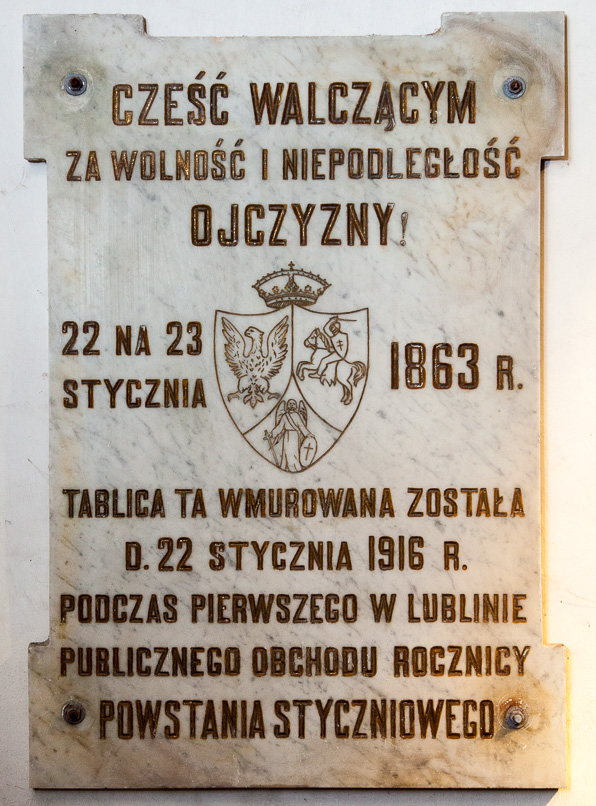 CZEŚĆ WALCZĄCYM
ZA WOLNOŚĆ I NIEPODLEGŁOŚĆ
OJCZYZNY!
22 NA 23
STYCZNIA
1863 R.
TABLICA TA WMUROWANA ZOSTAŁA
D. 22 STYCZNIA 1916 R.
PODCZAS PIERWSZEGO W LUBLINIE
PUBLICZNEGO OBCHODU ROCZNICY
POWSTANIA STYCZNIOWEGO